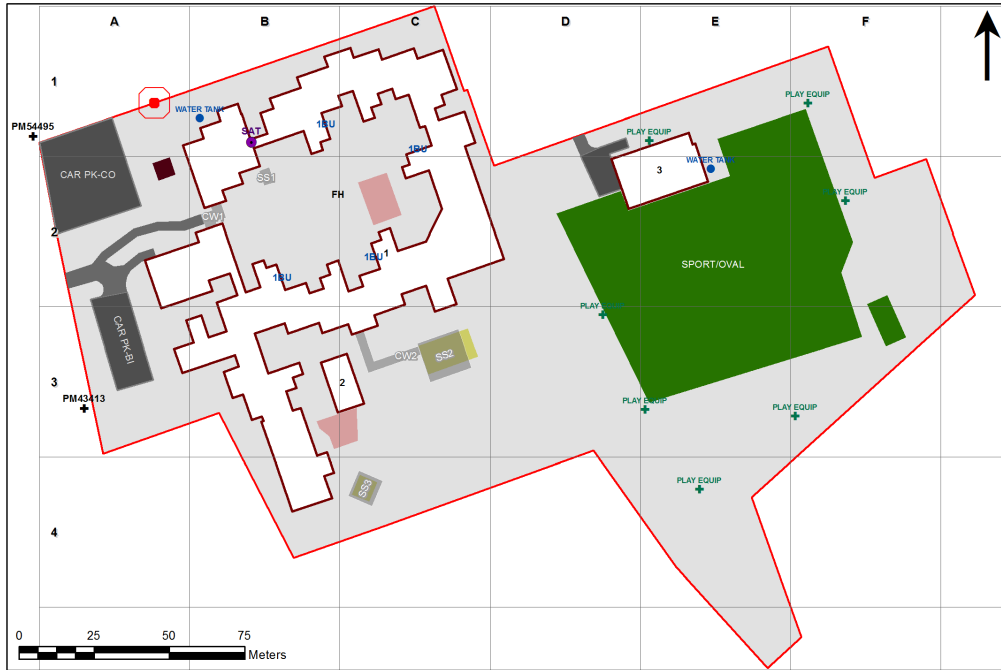 A B C D E F
1
PM54495
WATER TANK
SAT
1BU
1BU
PLAY EQUIP
PLAY EQUIP
CAR PK-CO
SS1
FH
3
WATER TANK
PLAY EQUIP
CW1
2
1BU
1BU
1
SPORT/OVAL
PLAY EQUIP
CAR PK-BI
CW2
SS2
3
2
PM43413
PLAY EQUIP
PLAY EQUIP
SS3
PLAY EQUIP
4
0 25 50 75
Meters